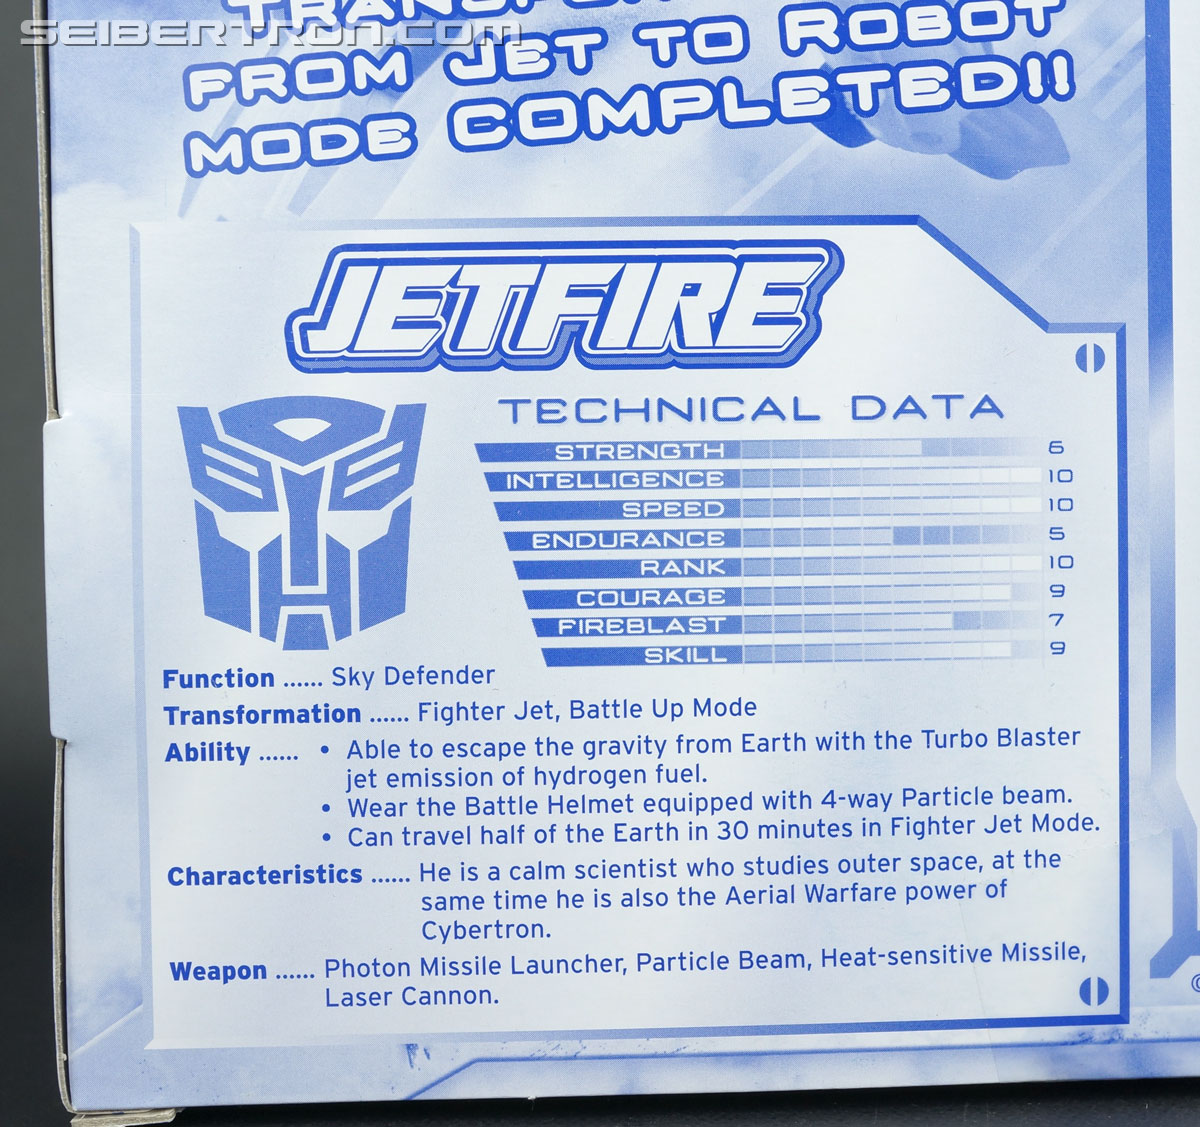 SEIBERTRON.com
FROM JET TO ROBOT
MODE COMPLETED!!
JETFIRE
TECHNICAL DATA
STRENGTH 6
INTELLIGENCE 10
SPEED 10
ENDURANCE 5
RANK 10
COURAGE 9
FIREBLAST 7
SKILL 9
Function ...... Sky Defender
Transformation ...... Fighter Jet, Battle Up Mode
Ability ...... • Able to escape the gravity from Earth with the Turbo Blaster
jet emission of hydrogen fuel.
• Wear the Battle Helmet equipped with 4-way Particle beam.
• Can travel half of the Earth in 30 minutes in Fighter Jet Mode.
Characteristics ...... He is a calm scientist who studies outer space, at the
same time he is also the Aerial Warfare power of
Cybertron.
Weapon ...... Photon Missile Launcher, Particle Beam, Heat-sensitive Missile,
Laser Cannon.